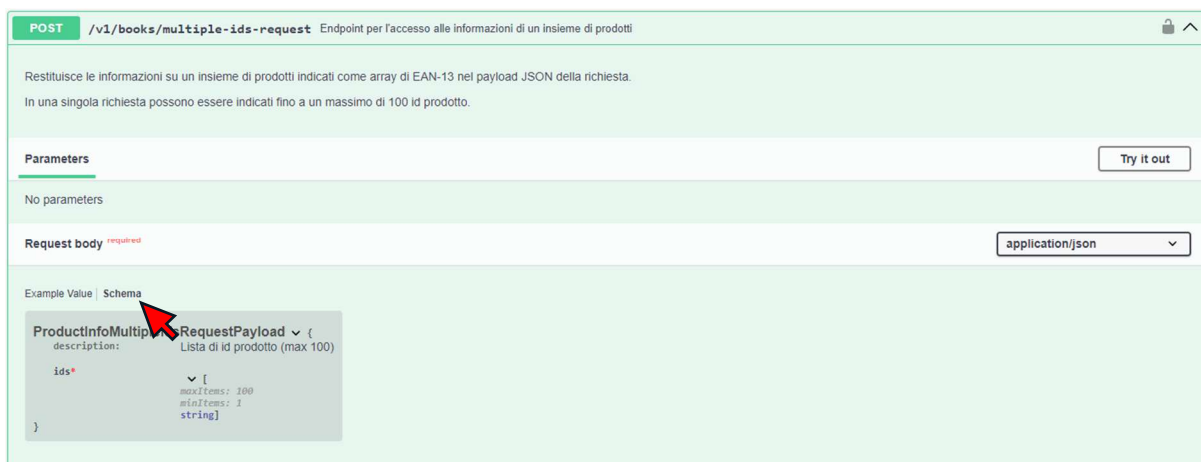 POST /v1/books/multiple-ids-request Endpoint per l'accesso alle informazioni di un insieme di prodotti
Restituisce le informazioni su un insieme di prodotti indicati come array di EAN-13 nel payload JSON della richiesta.
In una singola richiesta possono essere indicati fino a un massimo di 100 id prodotto.
Parameters
Try it out
No parameters
Request body required
application/json
Example Value | Schema
RequestPayload {
description: Lista di id prodotto (max 100)
ids* [
maxItems: 100
minItems: 1
string]
}